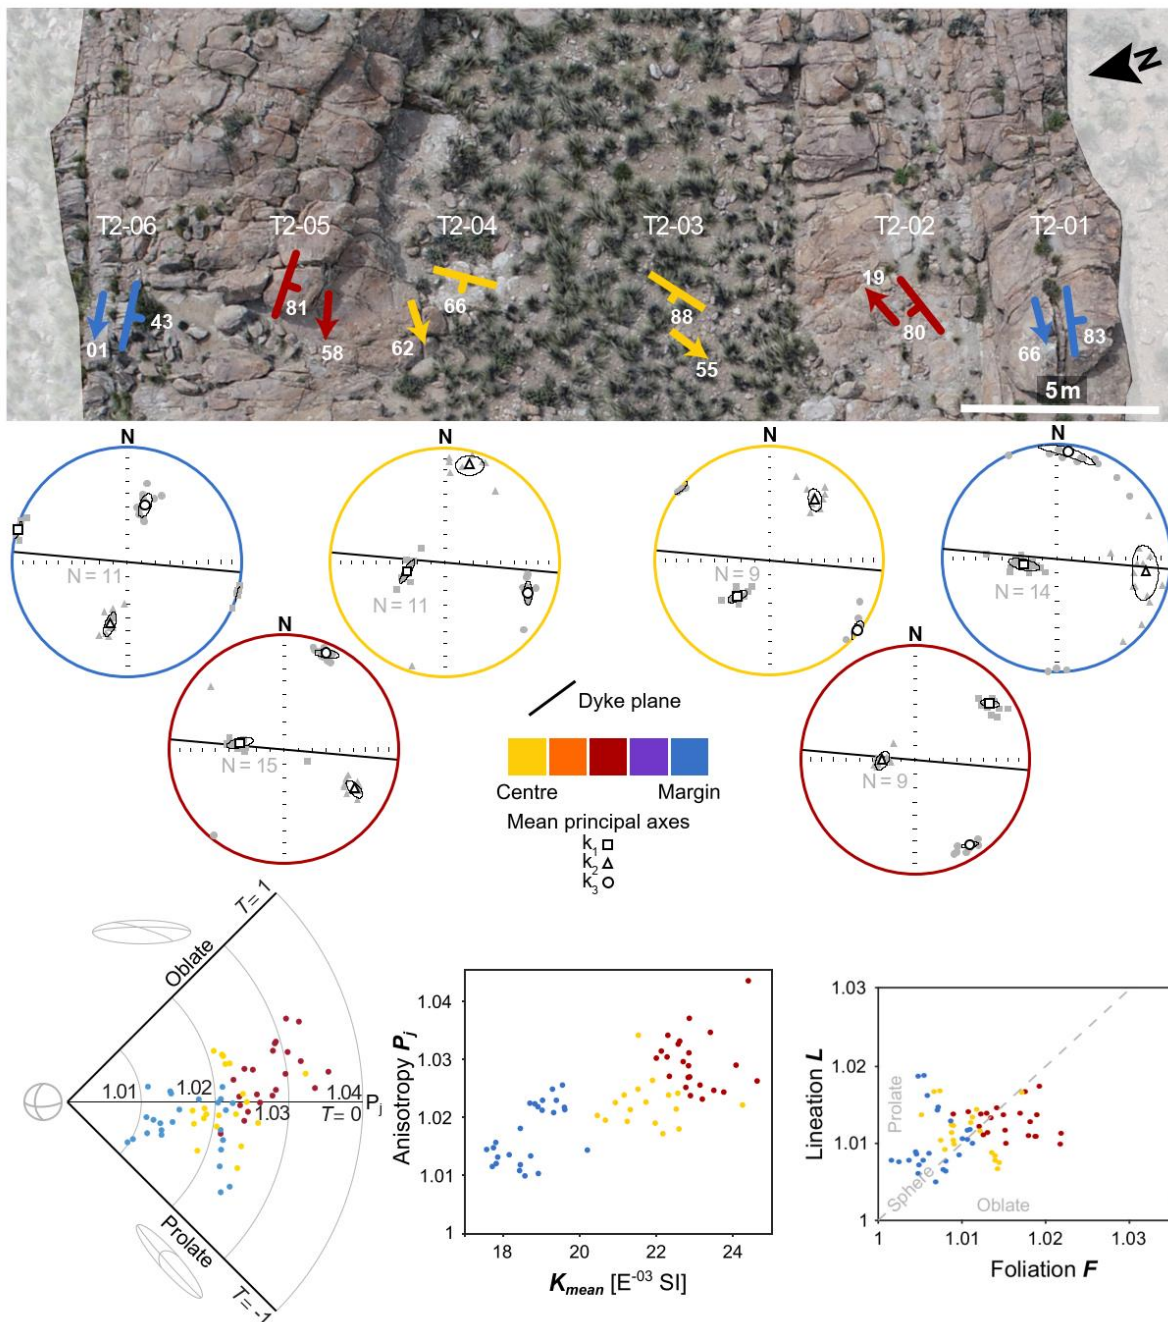 N
T2-06
T2-05
T2-04
T2-03
T2-02
T2-01
01
43
81
58
62
66
88
55
19
80
66
83
5m
N
N
N
N
N = 11
N = 11
N = 9
N = 14
N
N
N = 15
N = 9
Dyke plane
Centre
Margin
Mean principal axes
k1
k2
k3
T= 1
Oblate
1.01
1.02
1.03
1.04
Pj
T= 0
Prolate
T= -1
Anisotropy Pj
1.04
1.03
1.02
1.01
1
18
20
22
24
Kmean [E-03 SI]
Lineation L
1.03
1.02
1.01
1
Prolate
Sphere
Oblate
1
1.01
1.02
1.03
Foliation F